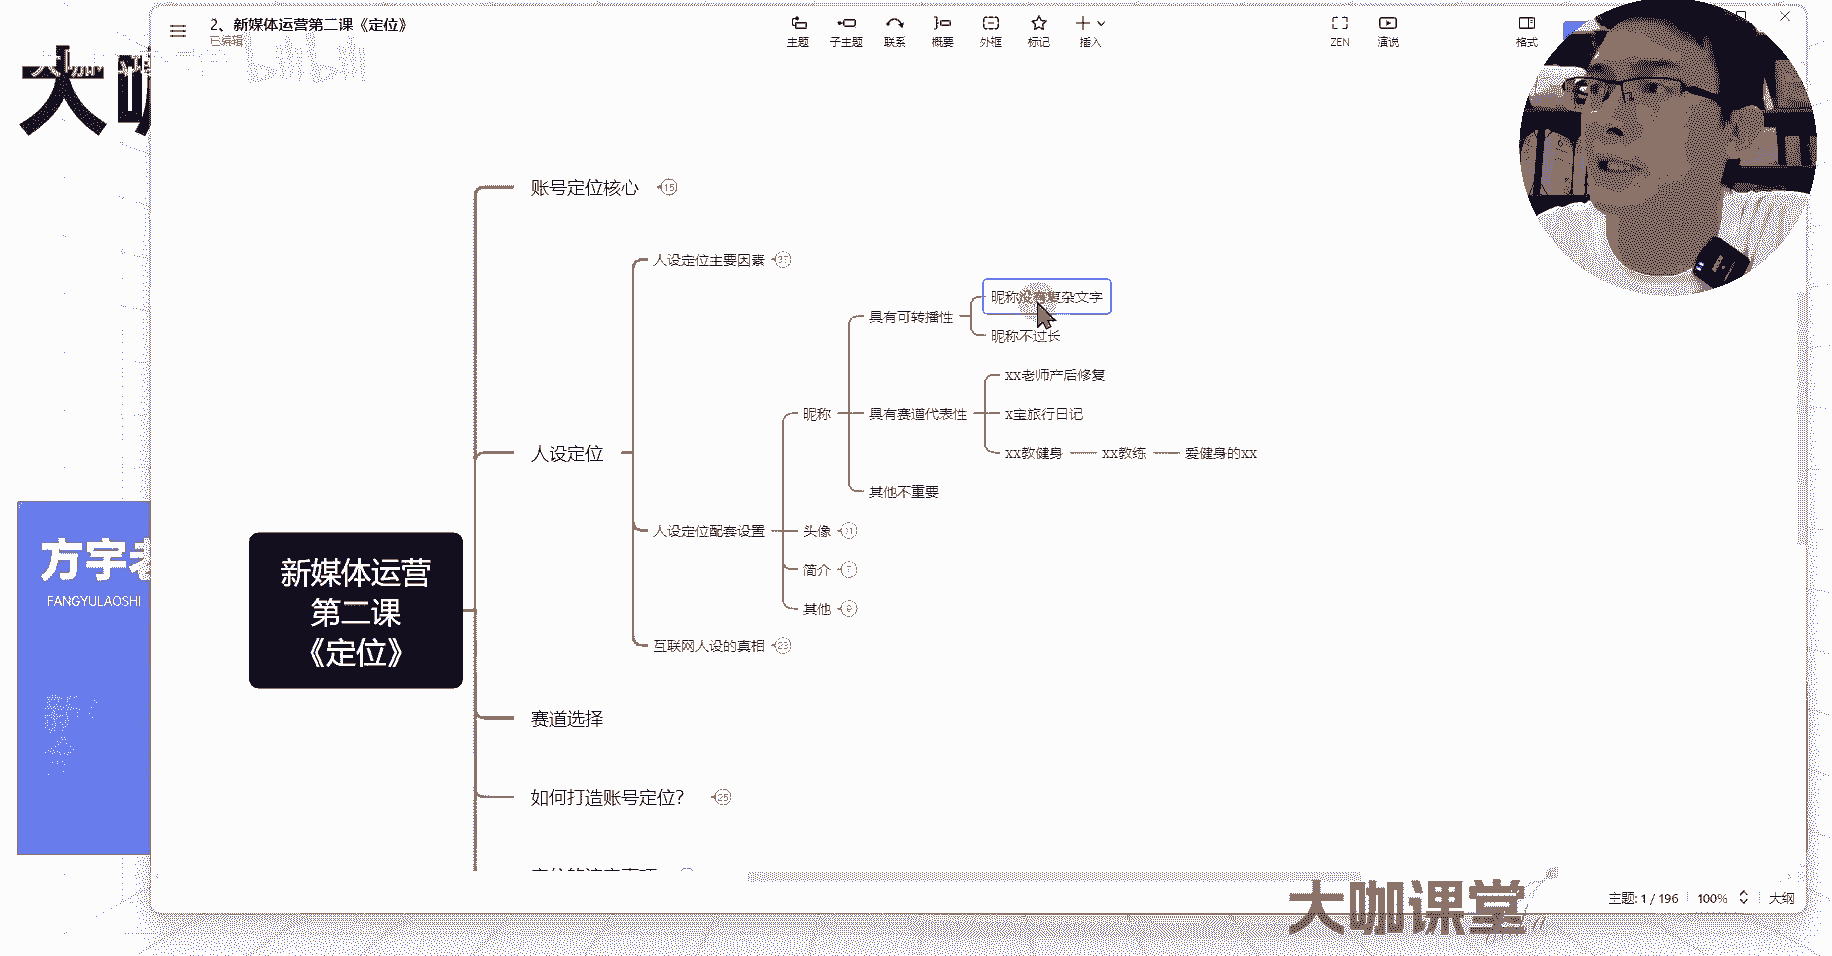 2、新媒体运营第二课《定位》
已编辑
主题
子主题
联系
概要
外框
标记
插入
ZEN
演说
格式
大咖
bilibili
账号定位核心
15
人设定位主要因素
昵称没有复杂文字
具有可转播性
昵称不过长
xx老师产后修复
昵称
具有赛道代表性
x宝旅行日记
人设定位
xx教健身
xx教练
爱健身的xx
其他不重要
人设定位配套设置
头像
方宇老
新媒体运营
第二课
《定位》
简介
FANGYULAOSHI
其他
互联网人设的真相
23
赛道选择
如何打造账号定位？
25
大咖课堂
主题: 1 / 196
100%
大纲